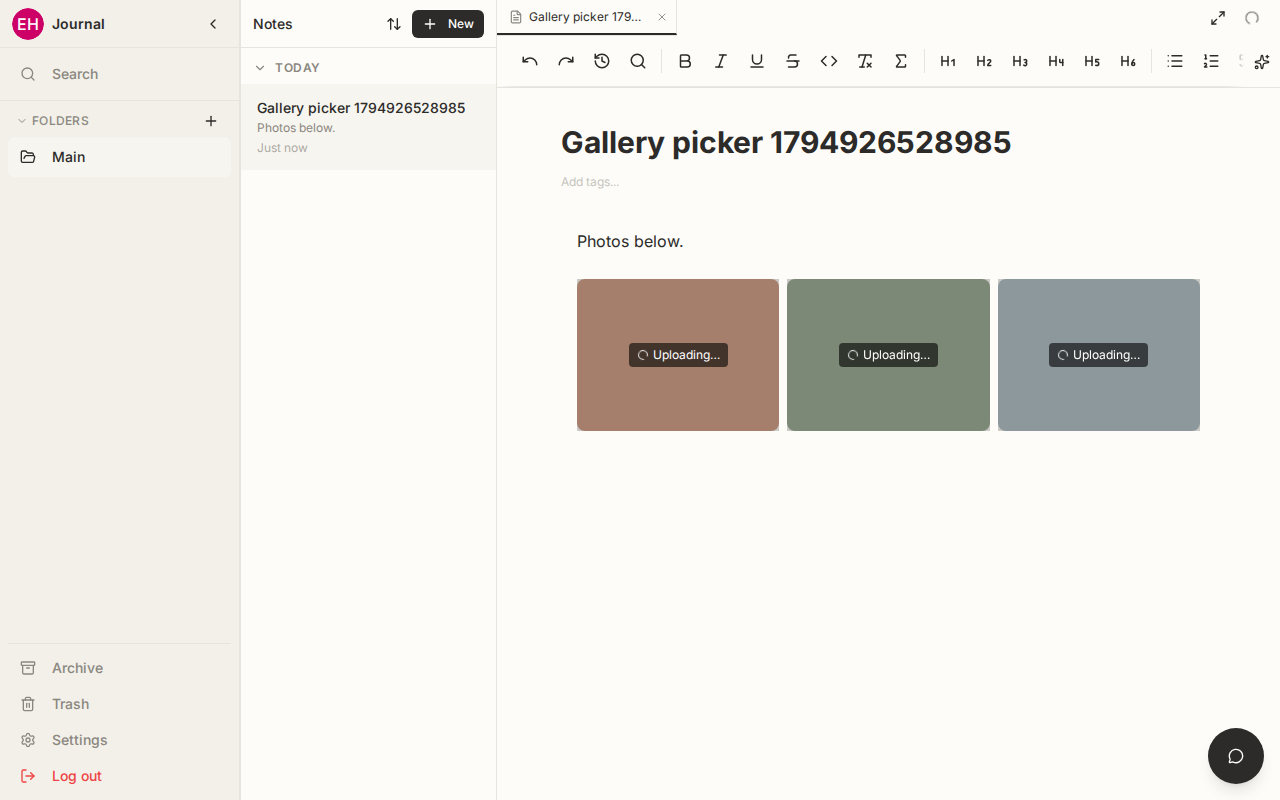 EH Journal
Search
FOLDERS
Main
Archive
Trash
Settings
Log out
Notes
New
TODAY
Gallery picker 1794926528985
Photos below.
Just now
Gallery picker 179...
H1 H2 H3 H4 H5 H6
Gallery picker 1794926528985
Add tags...
Photos below.
Uploading... Uploading... Uploading...